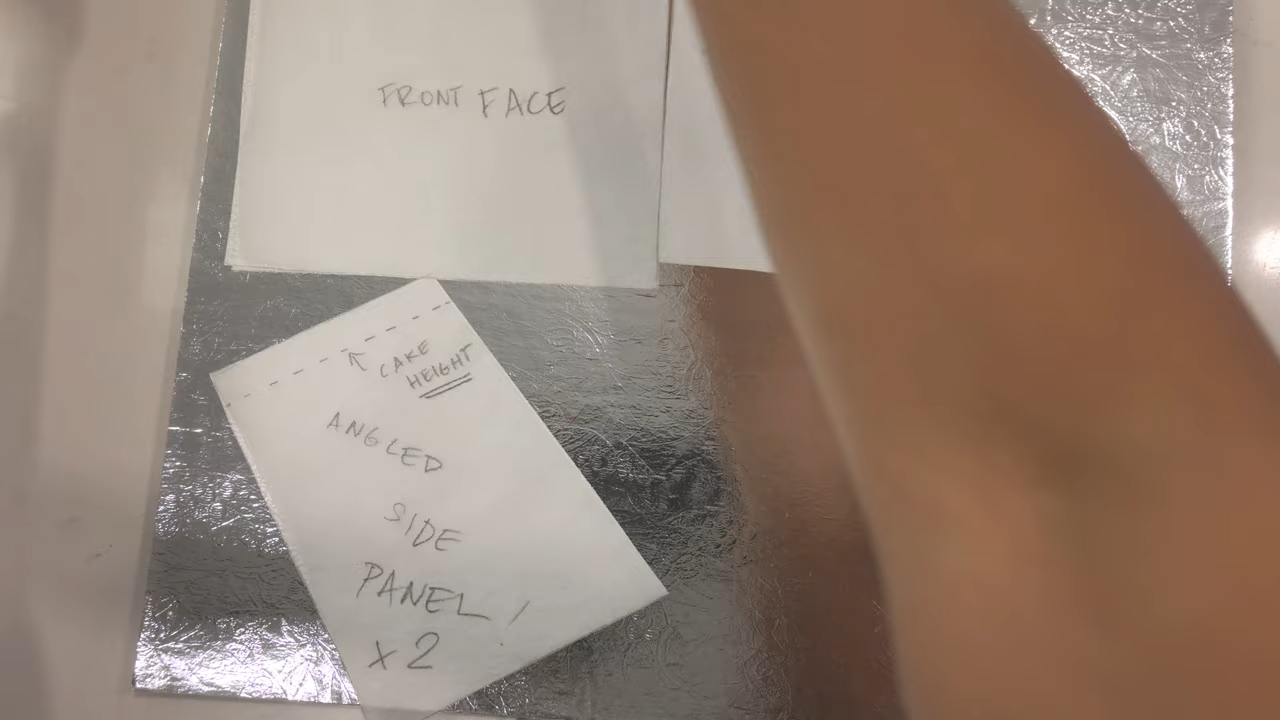 FRONT FACE
CAKE
HEIGHT
ANGLED
SIDE
PANEL
x2